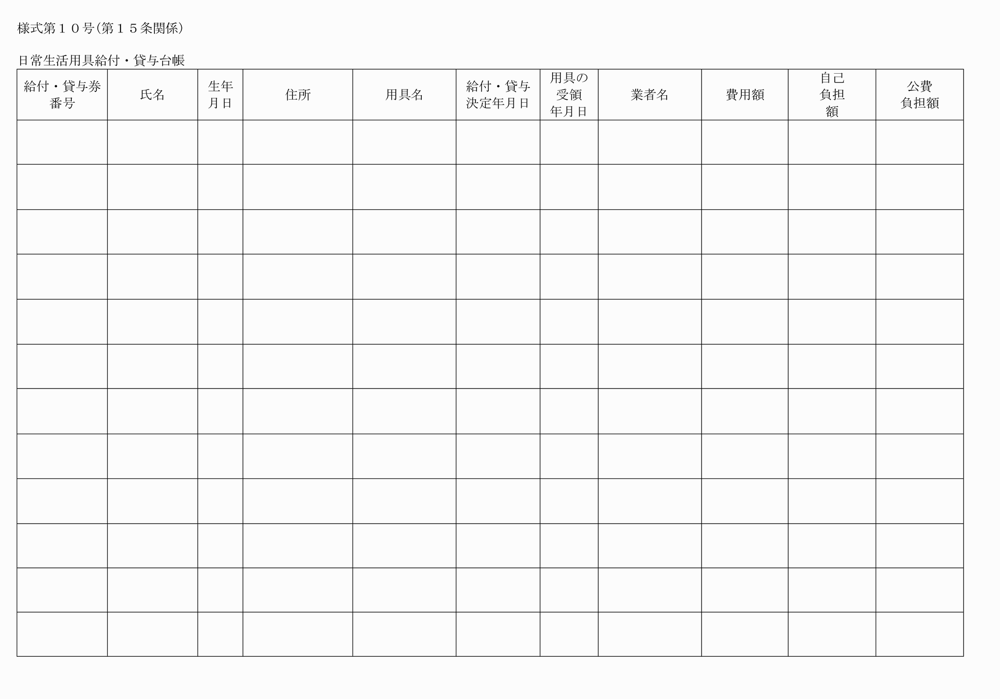 様式第１０号(第１５条関係)
日常生活用具給付・貸与台帳
給付・貸与券
番号
氏名
生年
月日
住所
用具名
給付・貸与
決定年月日
用具の
受領
年月日
業者名
費用額
自己
負担
額
公費
負担額